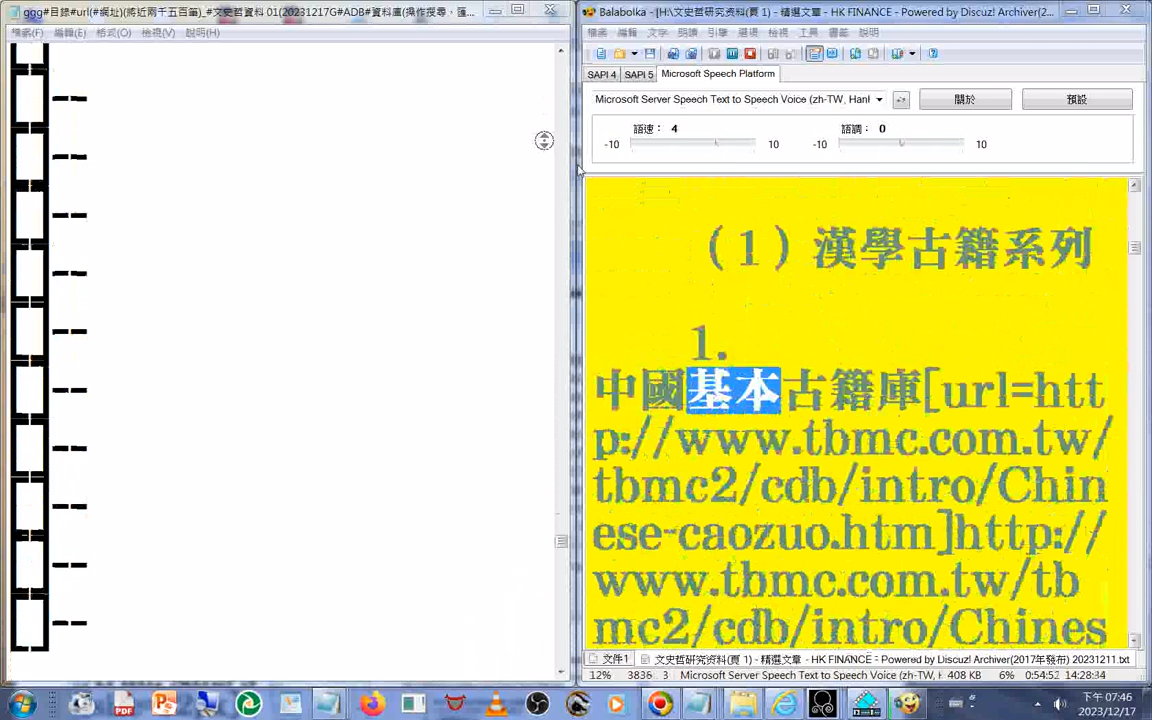 ggg#目錄#url(#網址)(將近兩千五百筆)_#文史哲資料 01(20231217G#ADB#資料庫(操作搜尋，匯...
檔案(F) 編輯(E) 格式(O) 檢視(V) 說明(H)
Balabolka - [H:\文史哲研究资料(頁 1) - 精選文章 - HK FINANCE - Powered by Discuz! Archiver(2...
檔案 編輯 文字 朗讀 引擎 選項 檢視 工具 書籤 說明
SAPI 4 SAPI 5 Microsoft Speech Platform
Microsoft Server Speech Text to Speech Voice (zh-TW, HanH
關於 預設
語速： 4 語調： 0
-10 10 -10 10
（1）漢學古籍系列
1.
中國基本古籍庫[url=htt
p://www.tbmc.com.tw/
tbmc2/cdb/intro/Chin
ese-caozuo.htm]http://
www.tbmc.com.tw/tb
mc2/cdb/intro/Chines
文件1 文史哲研究资料(頁 1) - 精選文章 - HK FINANCE - Powered by Discuz! Archiver(2017年發布) 20231211.txt
12% 3836 Microsoft Server Speech Text to Speech Voice (zh-TW, H 408 KB 6% 0:54:52 14:28:34
PDF
下午 07:46
2023/12/17